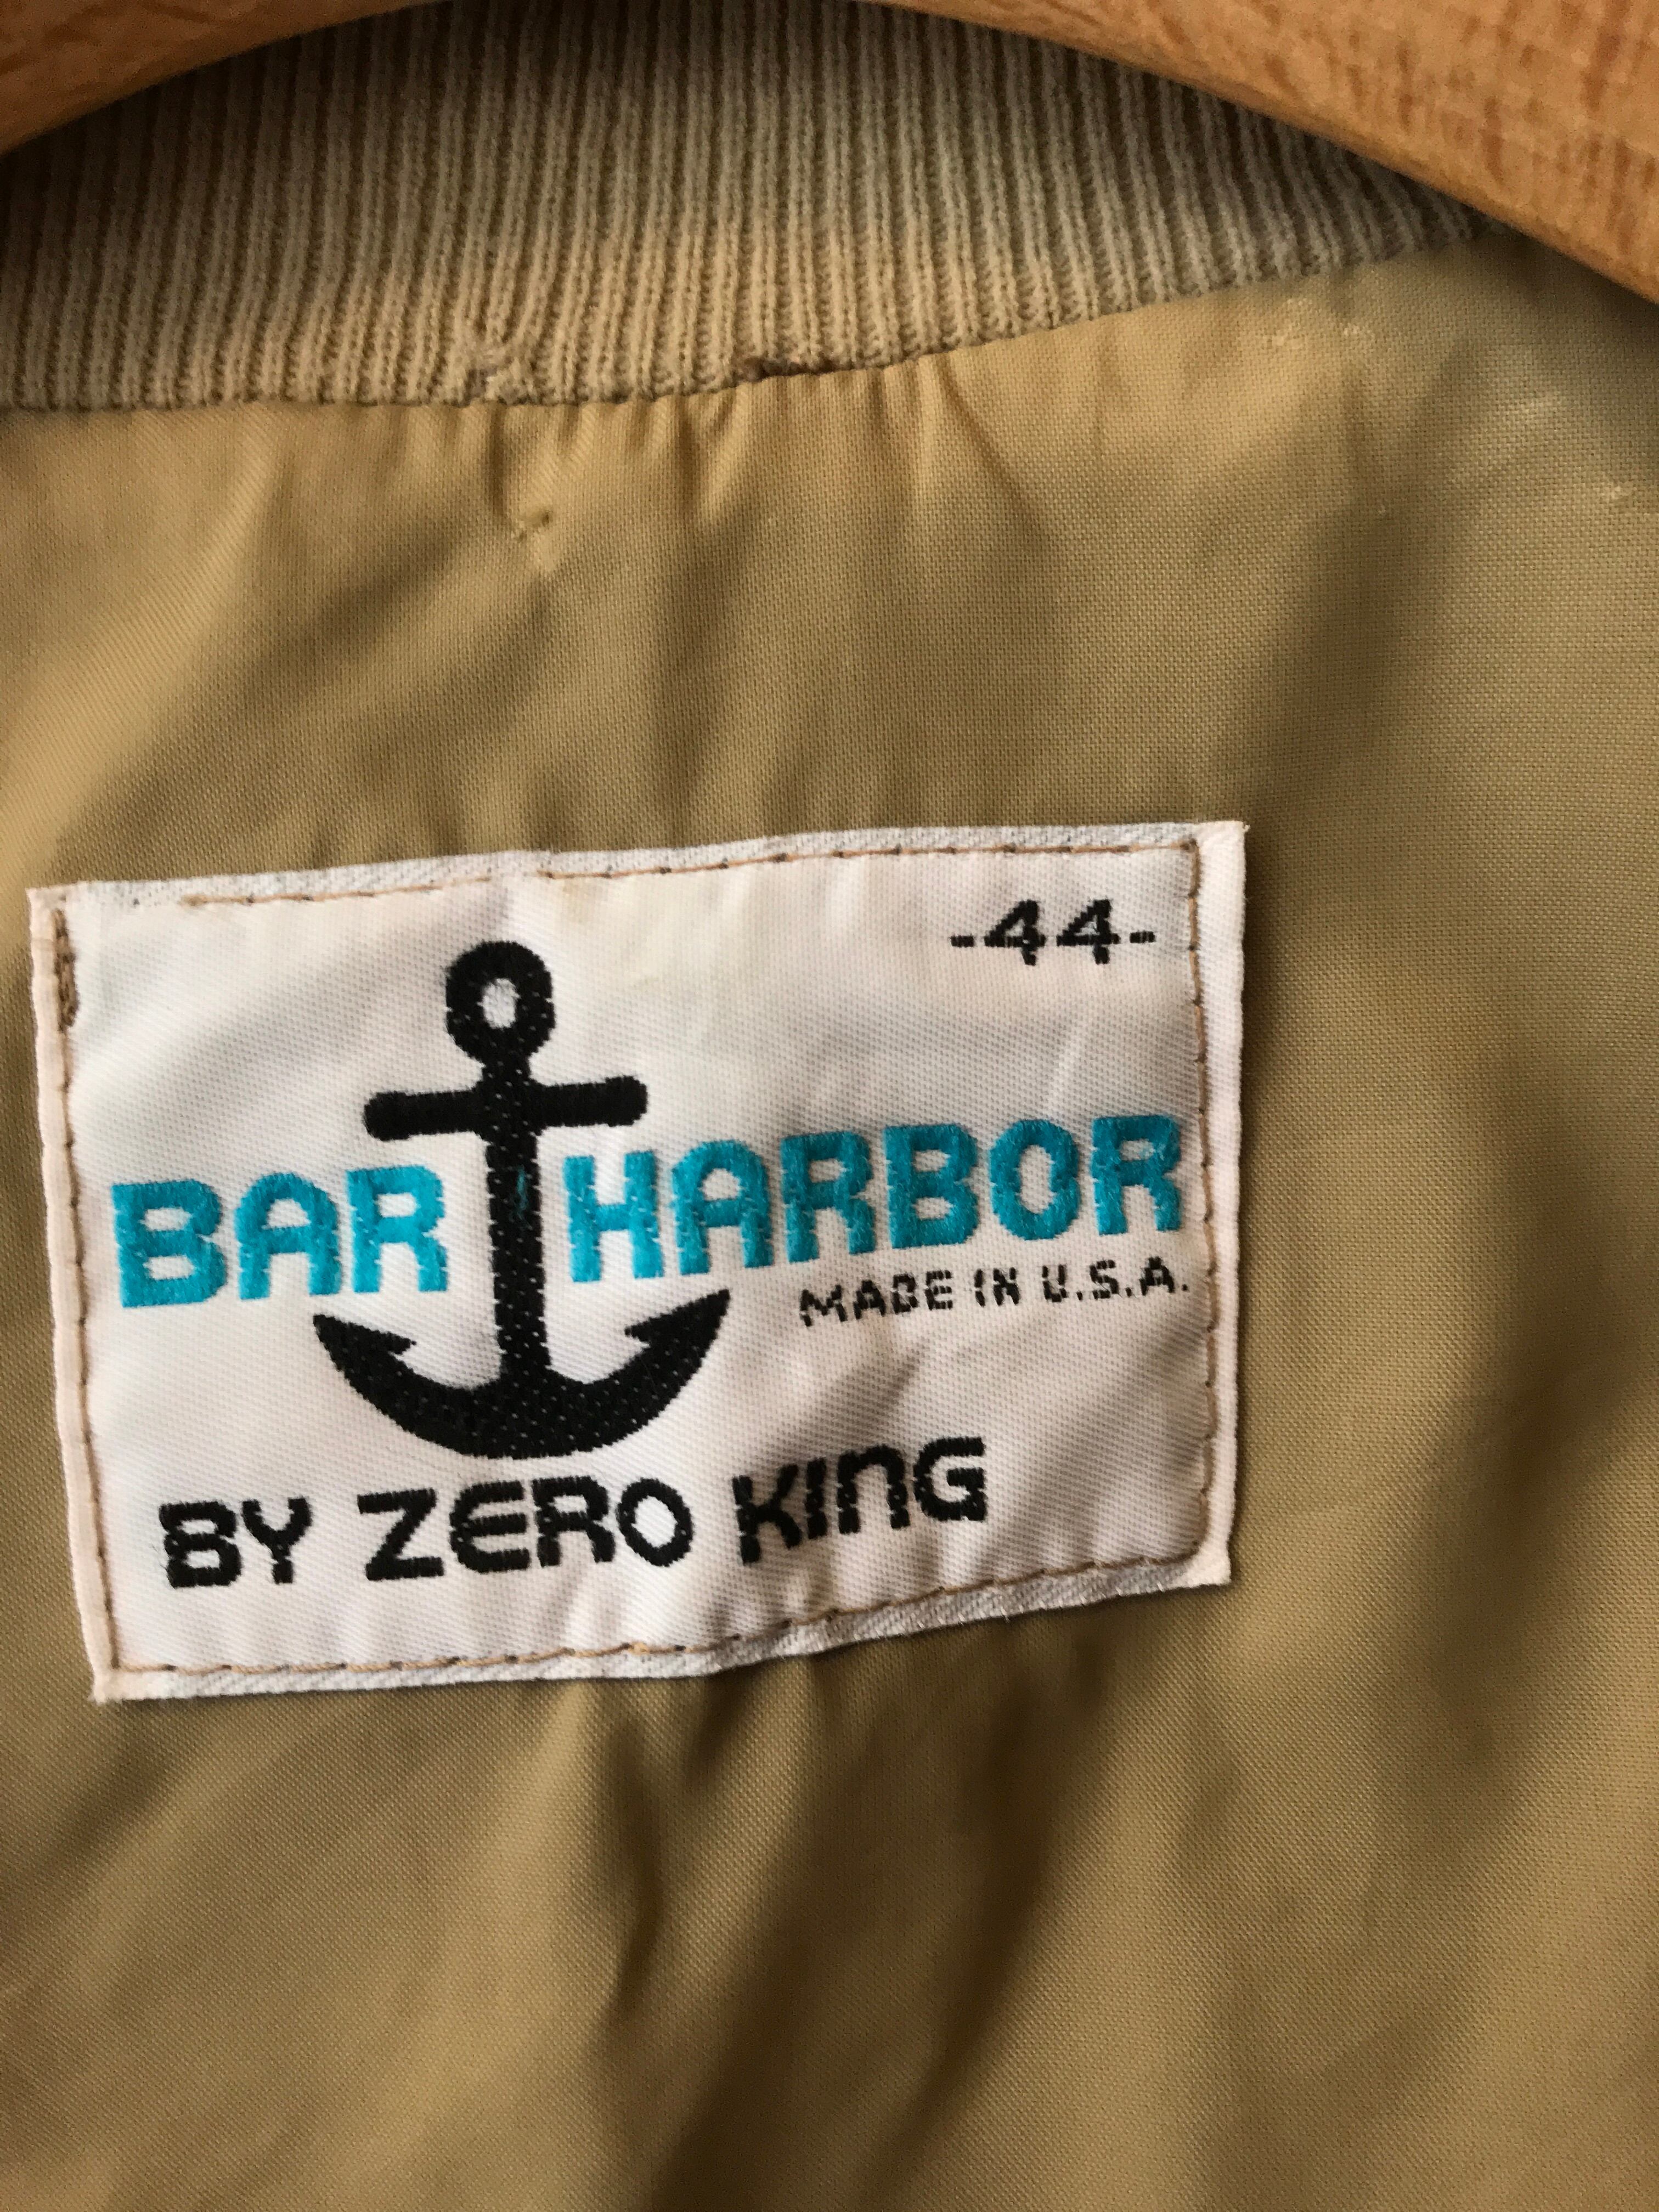 -44-
BAR HARBOR
MADE IN U.S.A.
BY ZERO KING